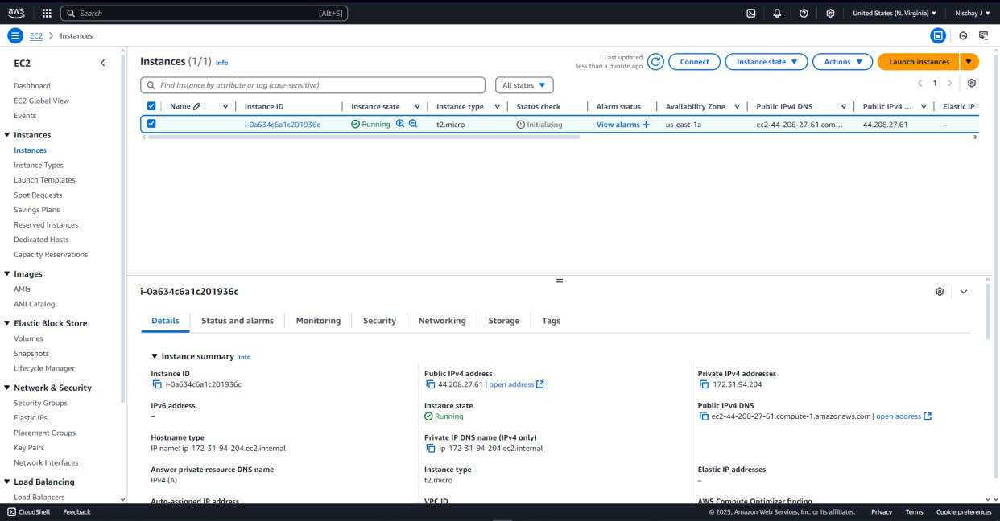 aws
Search [Alt+S]
United States (N. Virginia) Nischay J
EC2 Instances
EC2
Dashboard
EC2 Global View
Events
Instances
Instances
Instance Types
Launch Templates
Spot Requests
Savings Plans
Reserved Instances
Dedicated Hosts
Capacity Reservations
Images
AMIs
AMI Catalog
Elastic Block Store
Volumes
Snapshots
Lifecycle Manager
Network & Security
Security Groups
Elastic IPs
Placement Groups
Key Pairs
Network Interfaces
Load Balancing
Load Balancers
Instances (1/1) Info
Last updated
less than a minute ago
Connect Instance state Actions Launch instances
Find Instance by attribute or tag (case-sensitive) All states
1
Name Instance ID Instance state Instance type Status check Alarm status Availability Zone Public IPv4 DNS Public IPv4 ... Elastic IP
i-0a634c6a1c201936c Running t2.micro Initializing View alarms + us-east-1a ec2-44-208-27-61.com... 44.208.27.61 –
i-0a634c6a1c201936c
Details Status and alarms Monitoring Security Networking Storage Tags
Instance summary Info
Instance ID
i-0a634c6a1c201936c
IPv6 address
–
Hostname type
IP name: ip-172-31-94-204.ec2.internal
Answer private resource DNS name
IPv4 (A)
Auto-assigned IP address
Public IPv4 address
44.208.27.61 | open address
Instance state
Running
Private IP DNS name (IPv4 only)
ip-172-31-94-204.ec2.internal
Instance type
t2.micro
VPC ID
Private IPv4 addresses
172.31.94.204
Public IPv4 DNS
ec2-44-208-27-61.compute-1.amazonaws.com | open address
Elastic IP addresses
–
AWS Compute Optimizer finding
CloudShell Feedback © 2025, Amazon Web Services, Inc. or its affiliates. Privacy Terms Cookie preferences